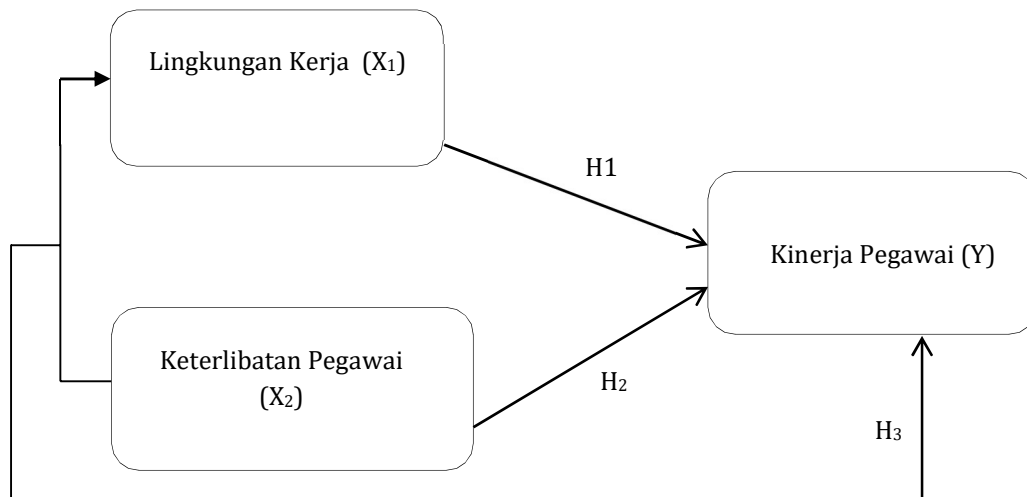 Lingkungan Kerja (X₁)
H1
Kinerja Pegawai (Y)
Keterlibatan Pegawai
(X₂)
H₂
H₃